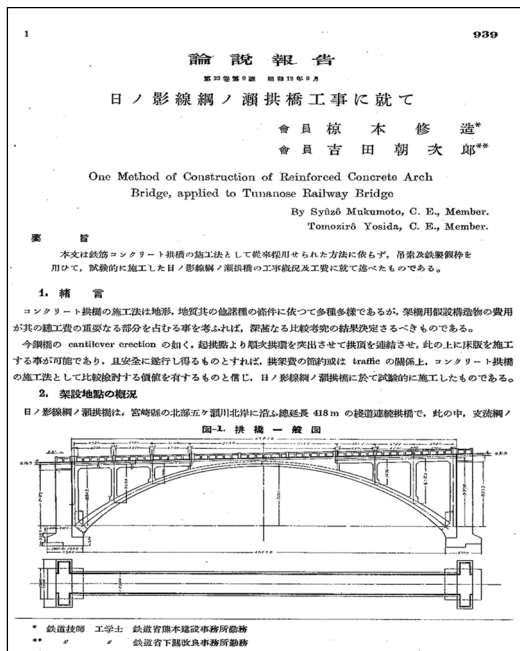 1
939
論説報告
第23巻第9號 昭和12年9月
日ノ影線綱ノ瀬拱橋工事に就て
會員 椋本修造*
會員 吉田朝次郎**
One Method of Construction of Reinforced Concrete Arch
Bridge, applied to Tunanose Railway Bridge
By Syûzô Mukumoto, C. E., Member.
Tomozirô Yosida, C. E., Member.
要旨
本文は鉄筋コンクリート拱橋の施工法として從來採用せられた方法に依らず，吊索及鉄製假枠を
用ひて，試験的に施工した日ノ影線綱ノ瀬拱橋の工事概況及工費に就て述べたものである。
1. 緒言
コンクリート拱橋の施工法は地形，地質其の他諸種の條件に依つて多種多樣であるが，架橋用假設構造物の費用
が其の總工費の重要なる部分を占むる事を考ふれば，深甚なる比較考究の結果決定さるべきものである。
今鋼橋の cantilever erection の如く，起拱點より順次拱環を突出させて拱頂を連結させ，此の上に床版を施工
する事が可能であり，且安全に遂行し得るものとすれば，拱架費の節約或は traffic の關係上，コンクリート拱橋
の施工法として比較檢討する價値を有するものと信じ，日ノ影線綱ノ瀬拱橋に於て試験的に施工したものである。
2. 架設地點の概況
日ノ影線綱ノ瀬拱橋は，宮崎縣の北部五ケ瀬川北岸に沿ふ總延長 418 m の棧道連續拱橋で，此の中，支流綱ノ
図-1. 拱橋一般図
* 鉄道技師 工學士 鉄道省熊本建設事務所勤務
** 〃 〃 鉄道省下關改良事務所勤務